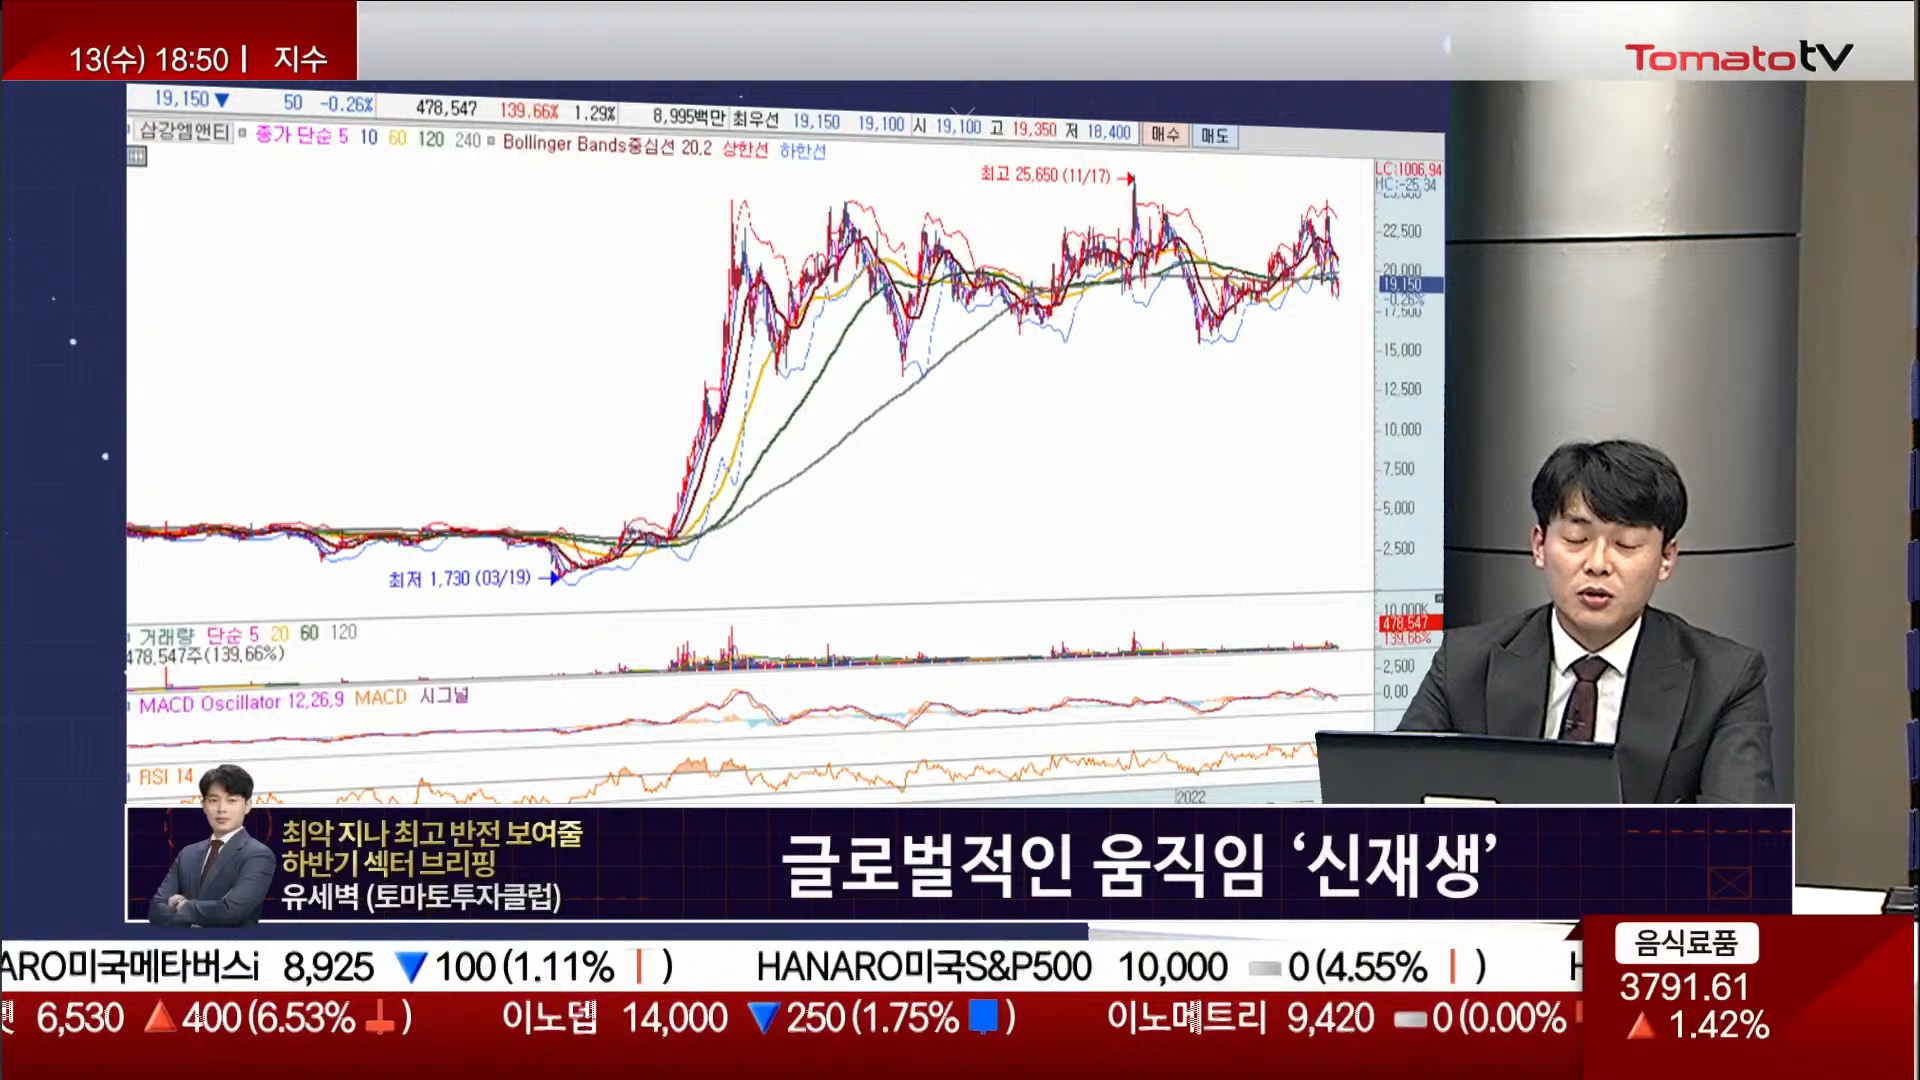 13(수) 18:50 | 지수
Tomato tv
19,150 ▼ 50 -0.26% 478,547 139.66% 1.29% 8,995백만 최우선 19,150 19,100 시 19,100 고 19,350 저 18,400 매수 매도
삼강엠앤티 종가 단순 5 10 60 120 240 Bollinger Bands중심선 20,2 상한선 하한선
최고 25,650 (11/17)
LC:1006.94
HC:-25.34
22,500
20,000
19,150
-0.26%
17,500
15,000
12,500
10,000
7,500
5,000
2,500
최저 1,730 (03/19)
거래량 단순 5 20 60 120
478,547주(139.66%)
10,000K
478,547
139.66%
2,500
0.00
MACD Oscillator 12,26,9 MACD 시그널
RSI 14
2022
최악 지나 최고 반전 보여줄
하반기 섹터 브리핑
유세벽 (토마토투자클럽)
글로벌적인 움직임 ‘신재생’
ARO미국메타버스i 8,925 ▼100 (1.11% ) HANARO미국S&P500 10,000 0 (4.55% )
6,530 ▲400 (6.53% ) 이노뎁 14,000 ▼250 (1.75% ) 이노메트리 9,420 0 (0.00%
음식료품
3791.61
▲ 1.42%